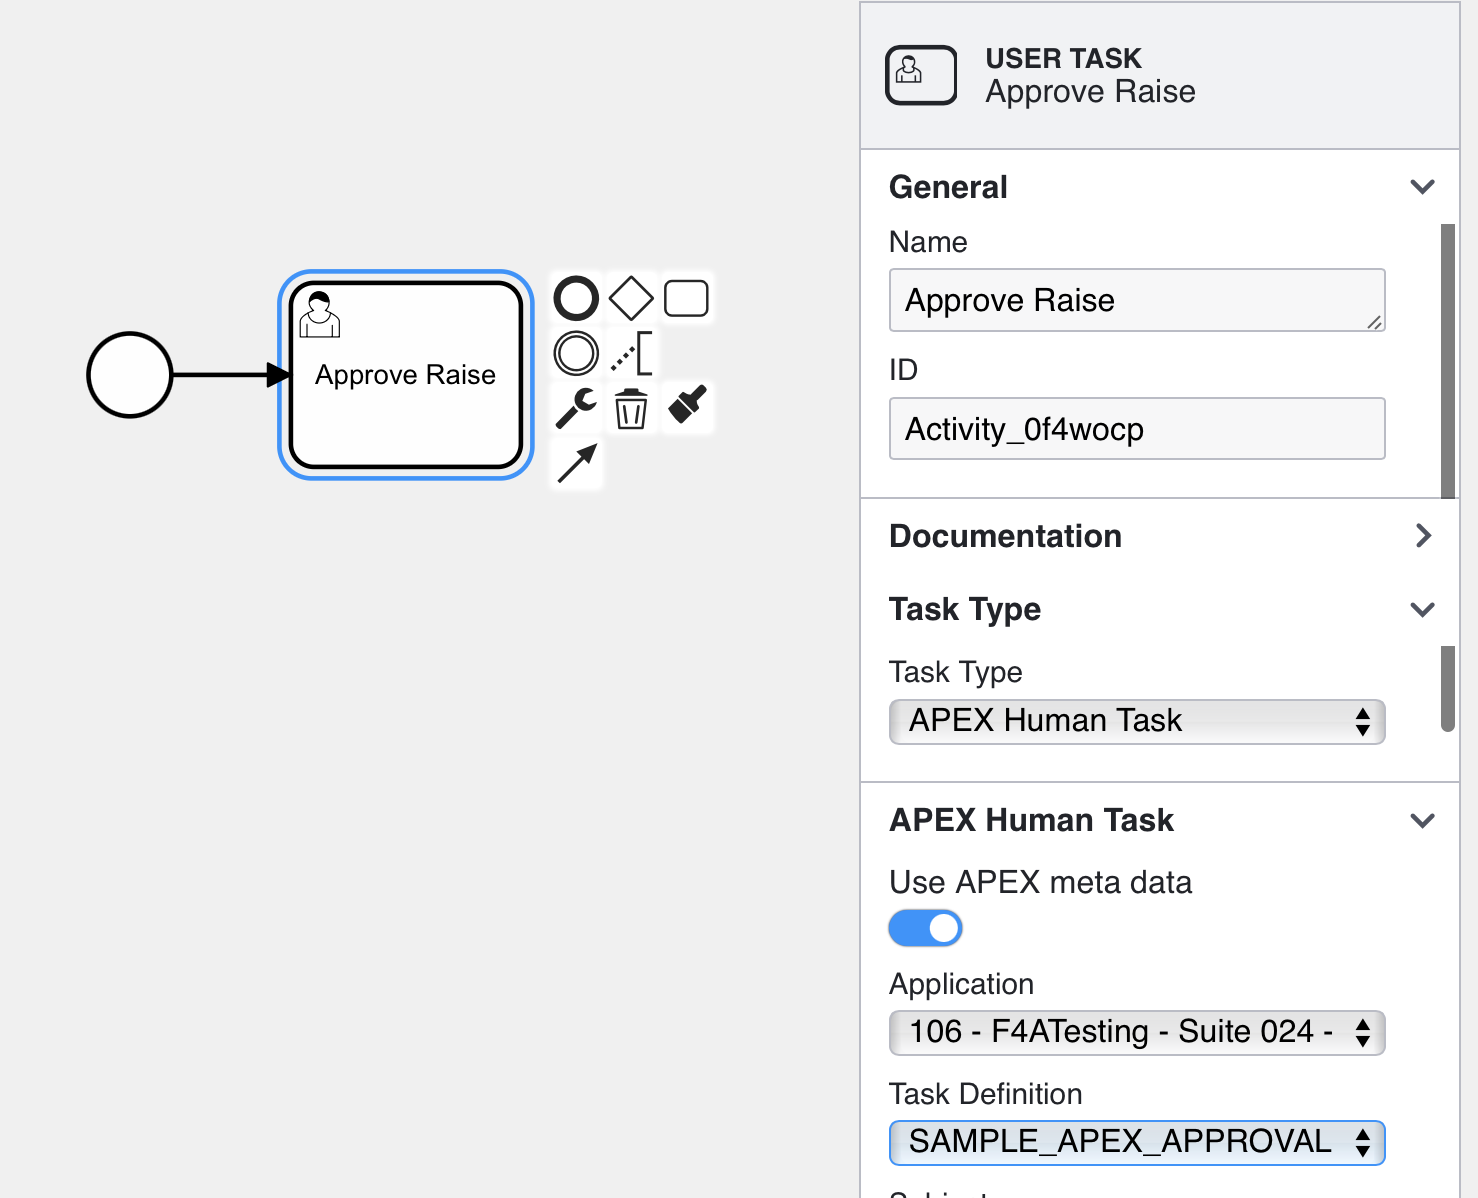 Approve Raise
USER TASK
Approve Raise
General
Name
Approve Raise
ID
Activity_0f4wocp
Documentation
Task Type
Task Type
APEX Human Task
APEX Human Task
Use APEX meta data
Application
106 - F4ATesting - Suite 024 -
Task Definition
SAMPLE_APEX_APPROVAL